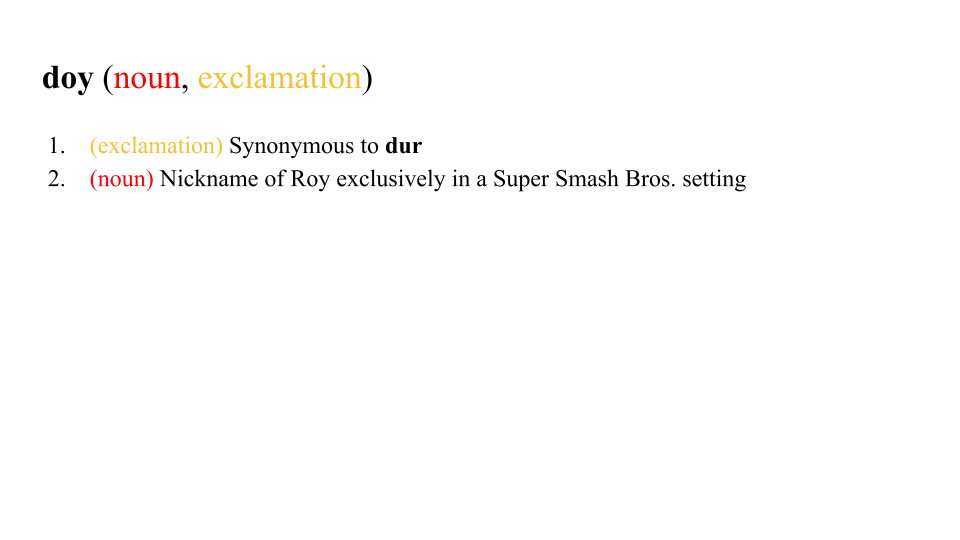 doy (noun, exclamation)
1. (exclamation) Synonymous to dur
2. (noun) Nickname of Roy exclusively in a Super Smash Bros. setting